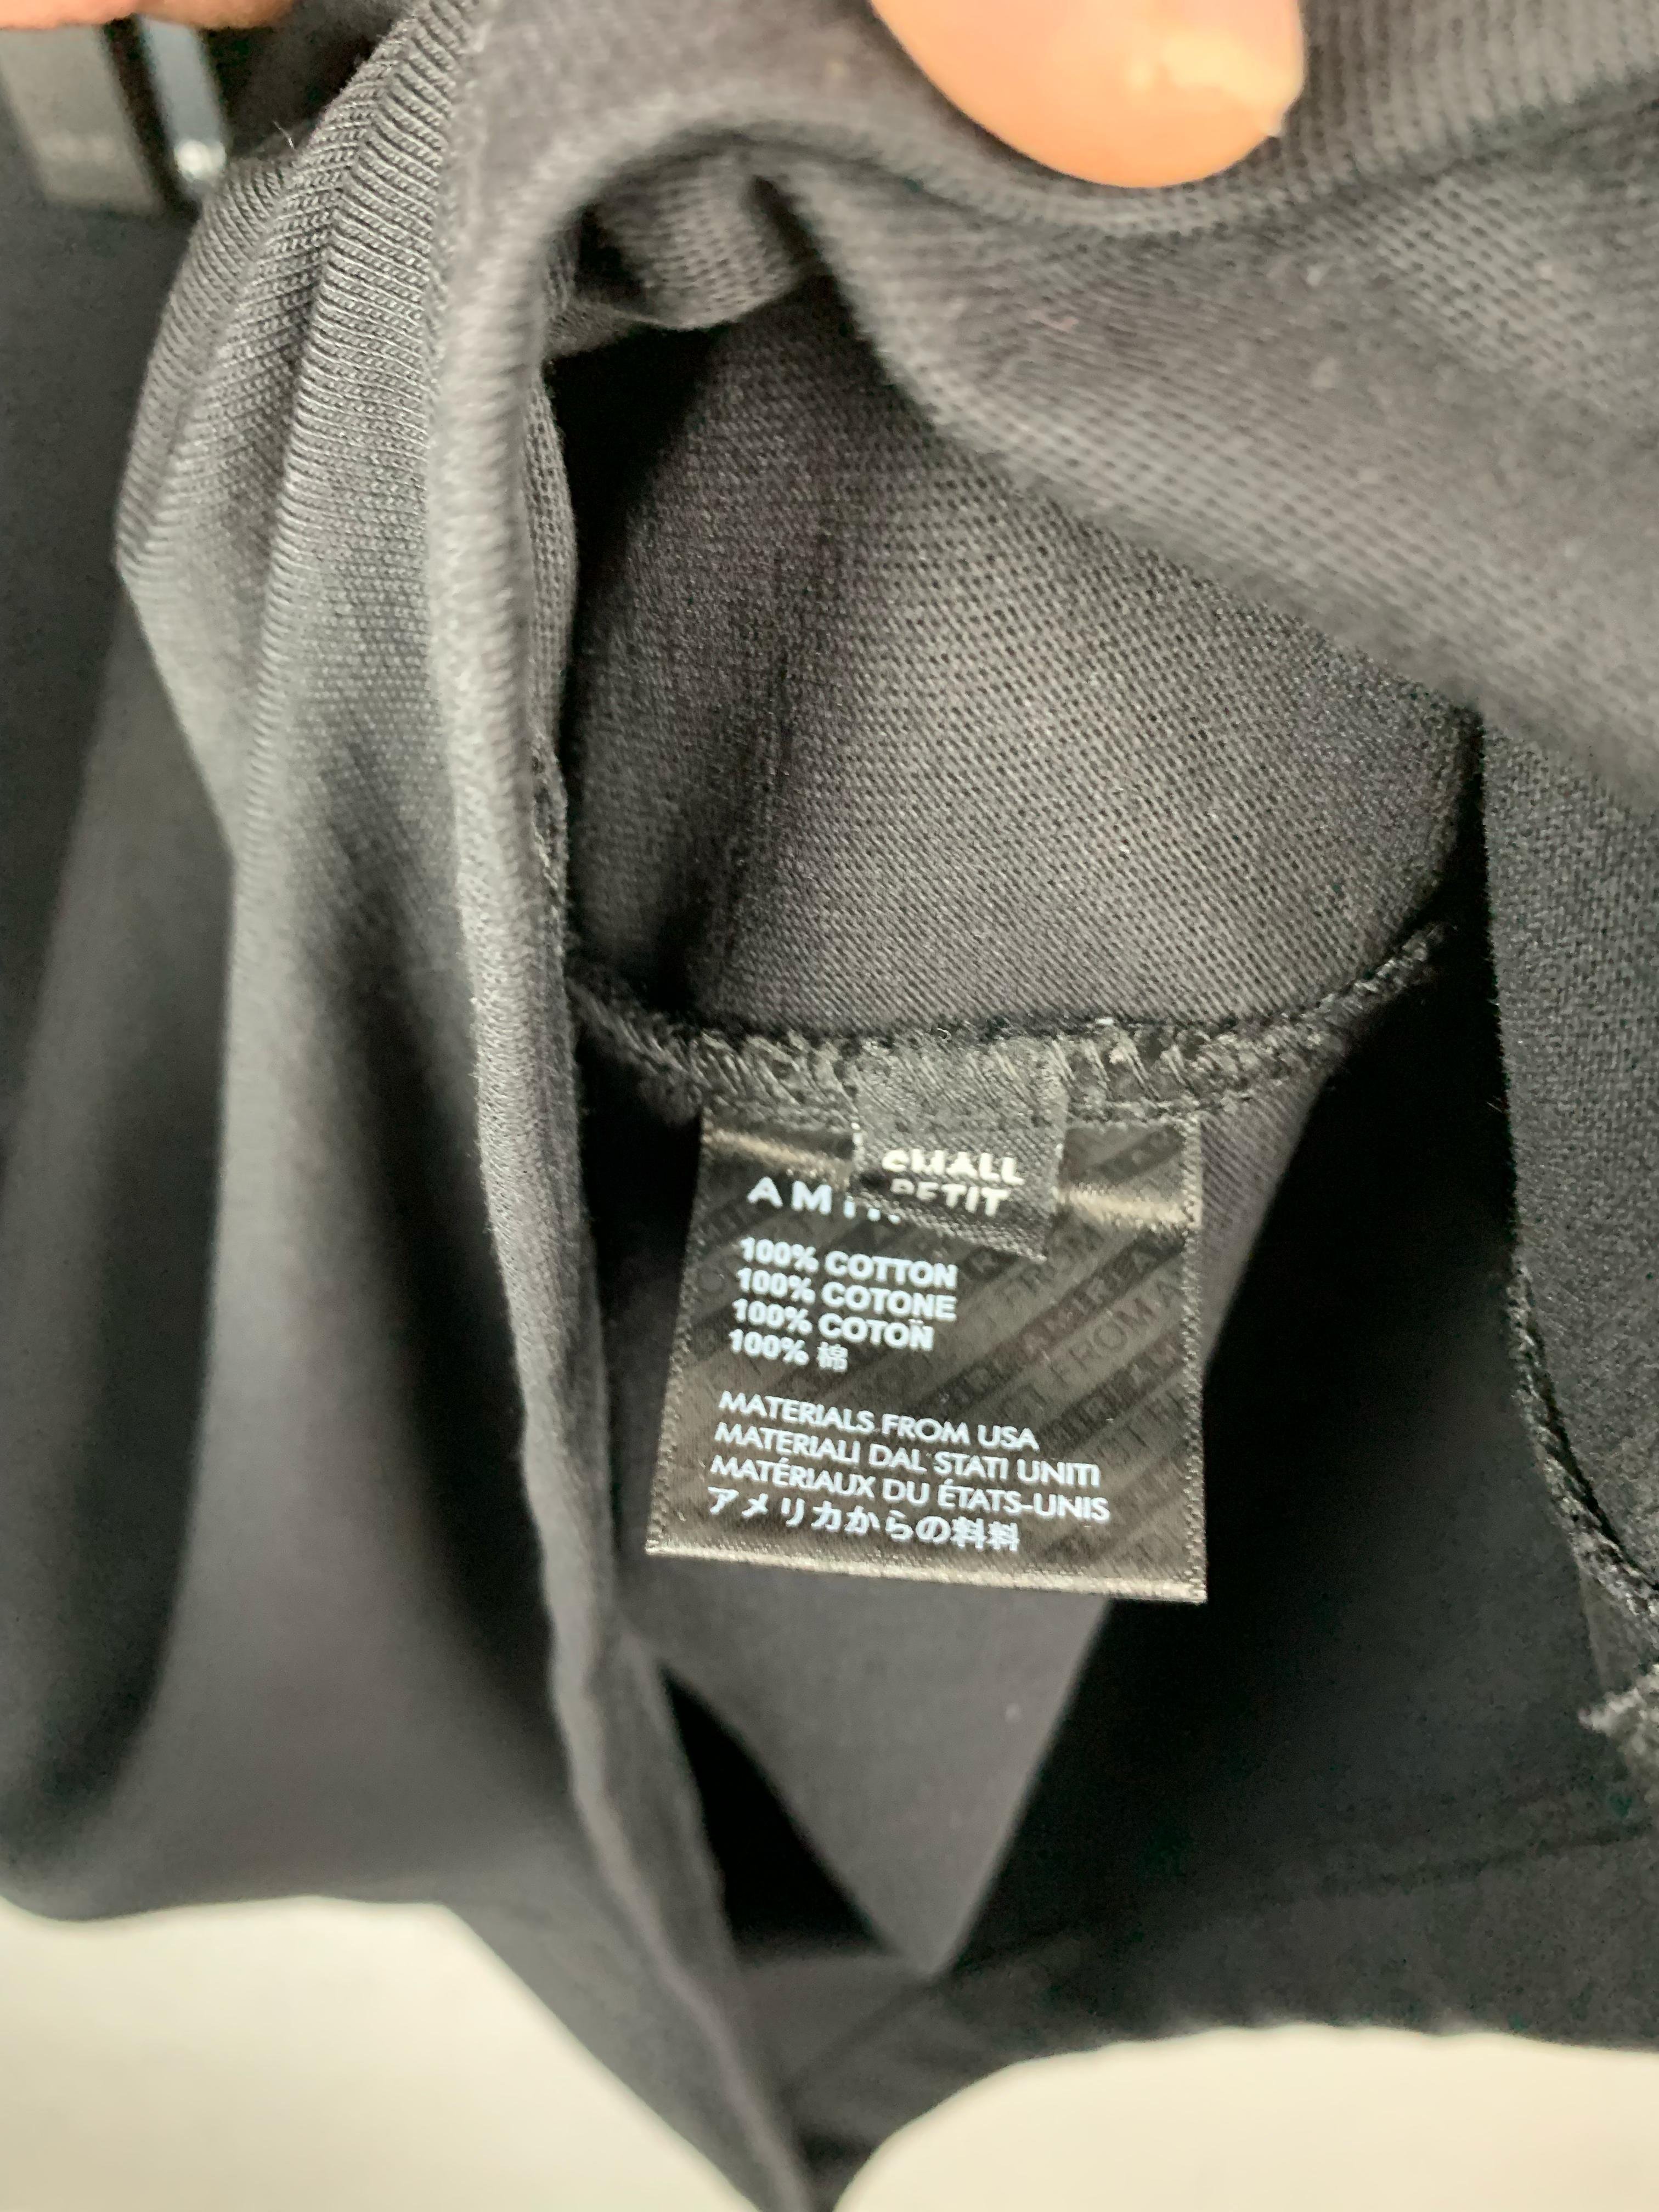 SMALL
PETIT
100% COTTON
100% COTONE
100% COTON
100% 棉
MATERIALS FROM USA
MATERIALI DAL STATI UNITI
MATÉRIAUX DU ÉTATS-UNIS
アメリカからの料料